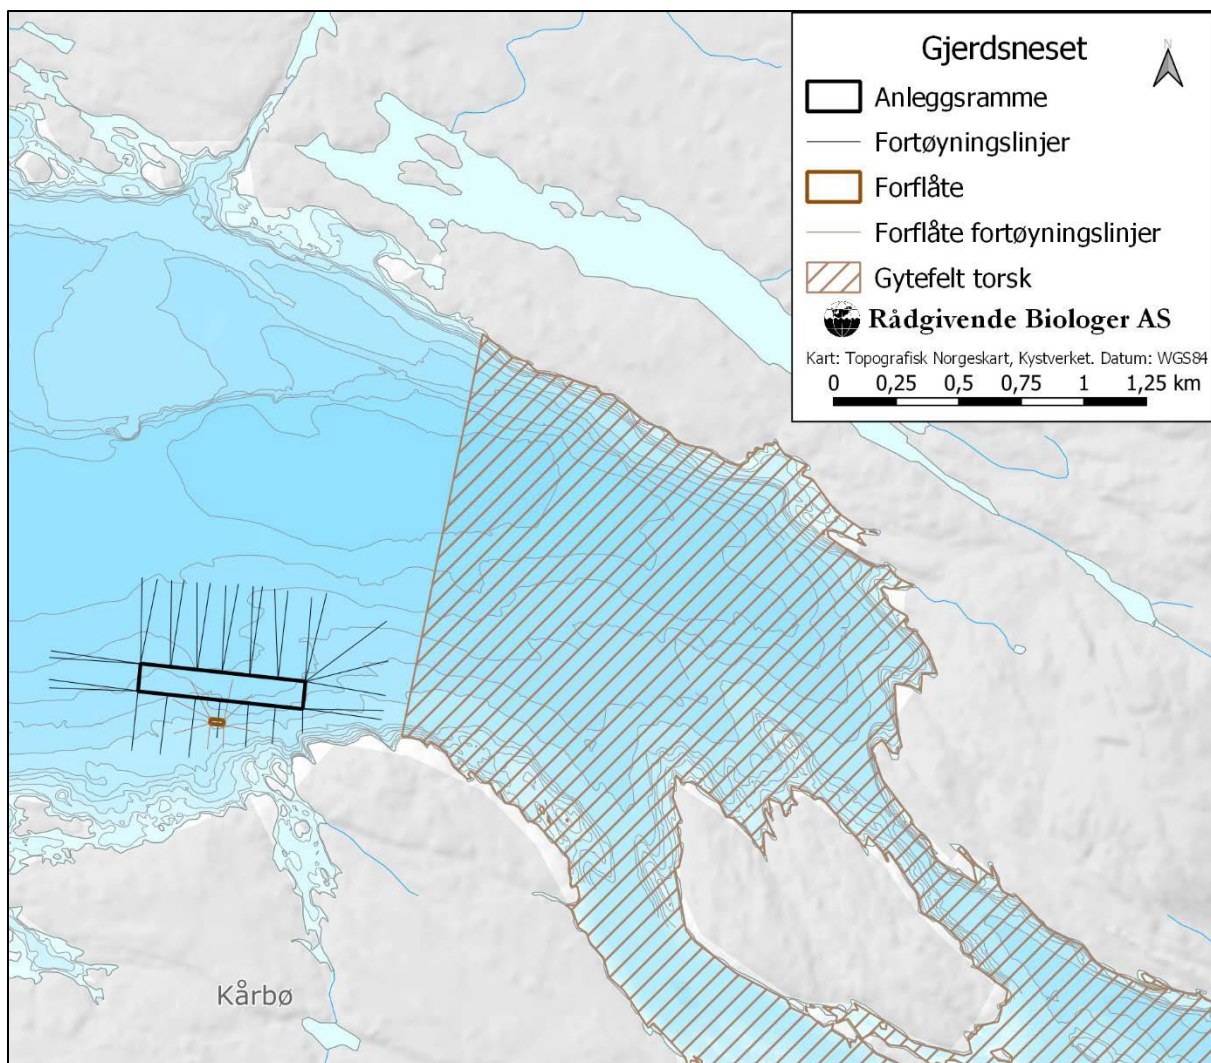 Gjerdsneset
N
Anleggsramme
Fortøyningslinjer
Forflåte
Forflåte fortøyningslinjer
Gytefelt torsk
Rådgivende Biologer AS
Kart: Topografisk Norgeskart, Kystverket. Datum: WGS84
0 0,25 0,5 0,75 1 1,25 km
Kårbø